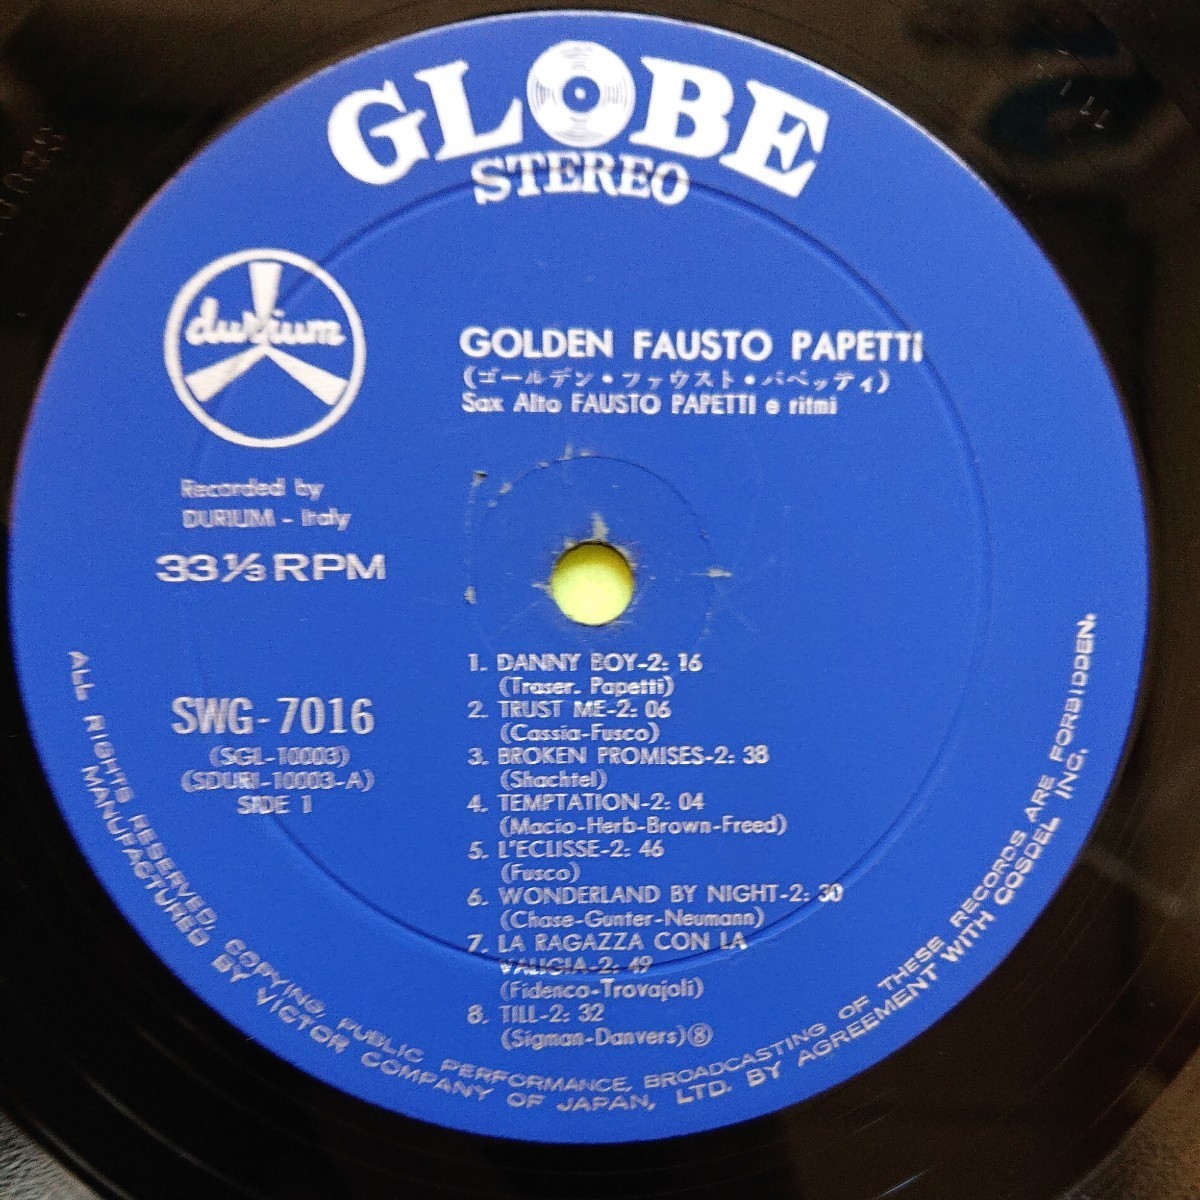 GLOBE
STEREO
durium
GOLDEN FAUSTO PAPETTI
(ゴールデン・ファウスト・パペッティ)
Sax Alto FAUSTO PAPETTI e ritmi
Recorded by
DURIUM - Italy
33 1/3 RPM
SWG-7016
(SGL-10003)
(SDURI-10003-A)
SIDE 1
1. DANNY BOY-2: 16
(Traser. Papetti)
2. TRUST ME-2: 06
(Cassia-Fusco)
3. BROKEN PROMISES-2: 38
(Shachtel)
4. TEMPTATION-2: 04
(Macio-Herb-Brown-Freed)
5. L'ECLISSE-2: 46
(Fusco)
6. WONDERLAND BY NIGHT-2: 30
(Chase-Gunter-Neumann)
7. LA RAGAZZA CON LA
VALIGIA-2: 49
(Fidenco-Trovajoli)
8. TILL-2: 32
(Sigman-Danvers)⑧
ALL RIGHTS RESERVED, COPYING, PUBLIC PERFORMANCE, BROADCASTING OF THESE RECORDS ARE FORBIDDEN.
MANUFACTURED BY VICTOR COMPANY OF JAPAN, LTD. BY AGREEMENT WITH GOSDEL INC.